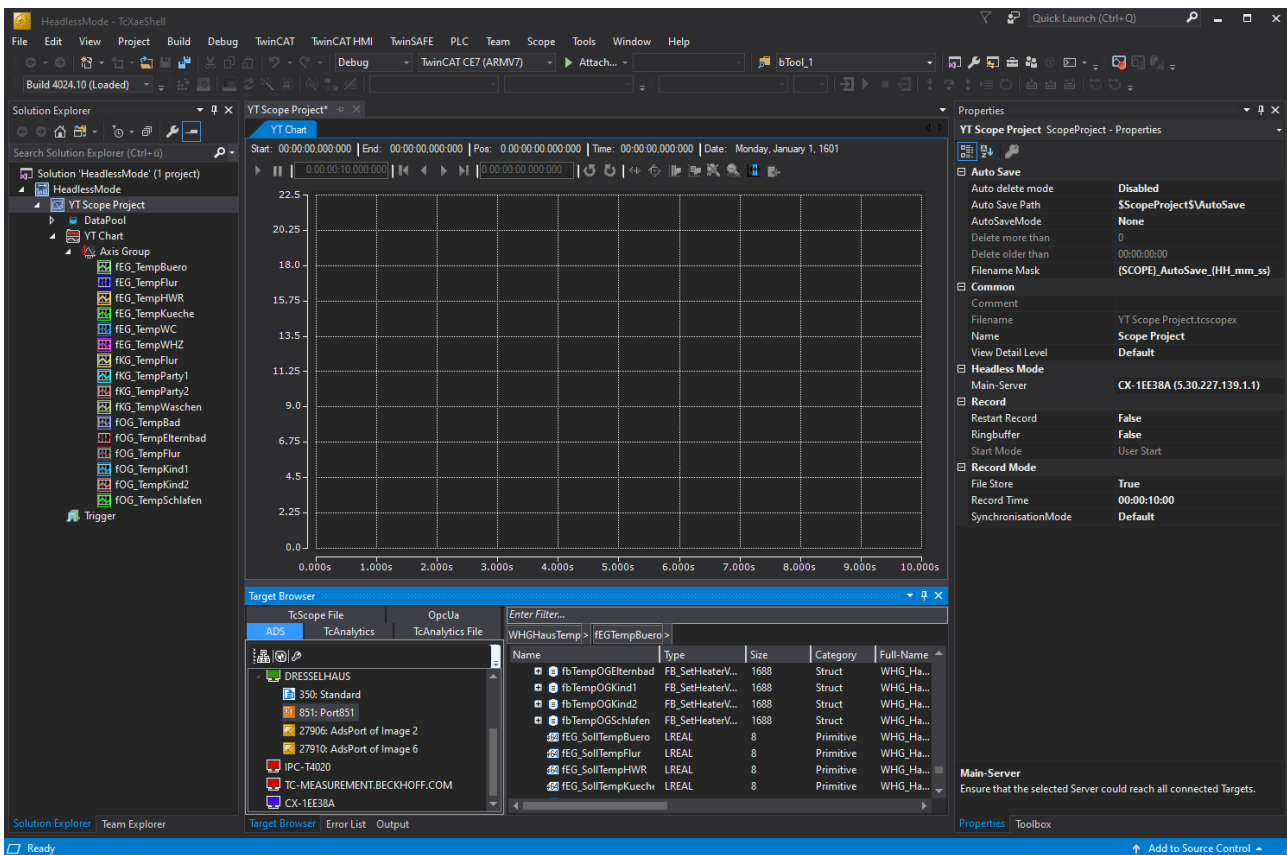 HeadlessMode - TcXaeShell
Quick Launch (Ctrl+Q)
File Edit View Project Build Debug TwinCAT TwinCAT HMI TwinSAFE PLC Team Scope Tools Window Help
Debug TwinCAT CE7 (ARMV7) Attach... bTool_1
Build 4024.10 (Loaded)
Solution Explorer
Search Solution Explorer (Ctrl+ü)
Solution 'HeadlessMode' (1 project)
HeadlessMode
YT Scope Project
DataPool
YT Chart
Axis Group
fEG_TempBuero
fEG_TempFlur
fEG_TempHWR
fEG_TempKueche
fEG_TempWC
fEG_TempWHZ
fKG_TempFlur
fKG_TempParty1
fKG_TempParty2
fKG_TempWaschen
fOG_TempBad
fOG_TempElternbad
fOG_TempFlur
fOG_TempKind1
fOG_TempKind2
fOG_TempSchlafen
Trigger
Solution Explorer Team Explorer
YT Scope Project*
YT Chart
Start: 00:00:00,000:000 End: 00:00:00,000:000 Pos: 0.00:00:00.000:000 Time: 00:00:00,000:000 Date: Monday, January 1, 1601
0.00:00:10.000:000 0.00:00:00.000:000
22.5
20.25
18.0
15.75
13.5
11.25
9.0
6.75
4.5
2.25
0.0
0.000s 1.000s 2.000s 3.000s 4.000s 5.000s 6.000s 7.000s 8.000s 9.000s 10.000s
Target Browser
TcScope File OpcUa
ADS TcAnalytics TcAnalytics File
DRESSELHAUS
350: Standard
851: Port851
27906: AdsPort of Image 2
27910: AdsPort of Image 6
IPC-T4020
TC-MEASUREMENT.BECKHOFF.COM
CX-1EE38A
Enter Filter...
WHGHausTemp > fEGTempBuero >
Name Type Size Category Full-Name
fbTempOGElternbad FB_SetHeaterV... 1688 Struct WHG_Ha...
fbTempOGKind1 FB_SetHeaterV... 1688 Struct WHG_Ha...
fbTempOGKind2 FB_SetHeaterV... 1688 Struct WHG_Ha...
fbTempOGSchlafen FB_SetHeaterV... 1688 Struct WHG_Ha...
fEG_SollTempBuero LREAL 8 Primitive WHG_Ha...
fEG_SollTempFlur LREAL 8 Primitive WHG_Ha...
fEG_SollTempHWR LREAL 8 Primitive WHG_Ha...
fEG_SollTempKueche LREAL 8 Primitive WHG_Ha...
Target Browser Error List Output
Properties
YT Scope Project ScopeProject - Properties
Auto Save
Auto delete mode Disabled
Auto Save Path $ScopeProject$\AutoSave
AutoSaveMode None
Delete more than 0
Delete older than 00:00:00:00
Filename Mask {SCOPE}_AutoSave_{HH_mm_ss}
Common
Comment
Filename YT Scope Project.tcscopex
Name Scope Project
View Detail Level Default
Headless Mode
Main-Server CX-1EE38A (5.30.227.139.1.1)
Record
Restart Record False
Ringbuffer False
Start Mode User Start
Record Mode
File Store True
Record Time 00:00:10:00
SynchronisationMode Default
Main-Server
Ensure that the selected Server could reach all connected Targets.
Properties Toolbox
Ready
Add to Source Control